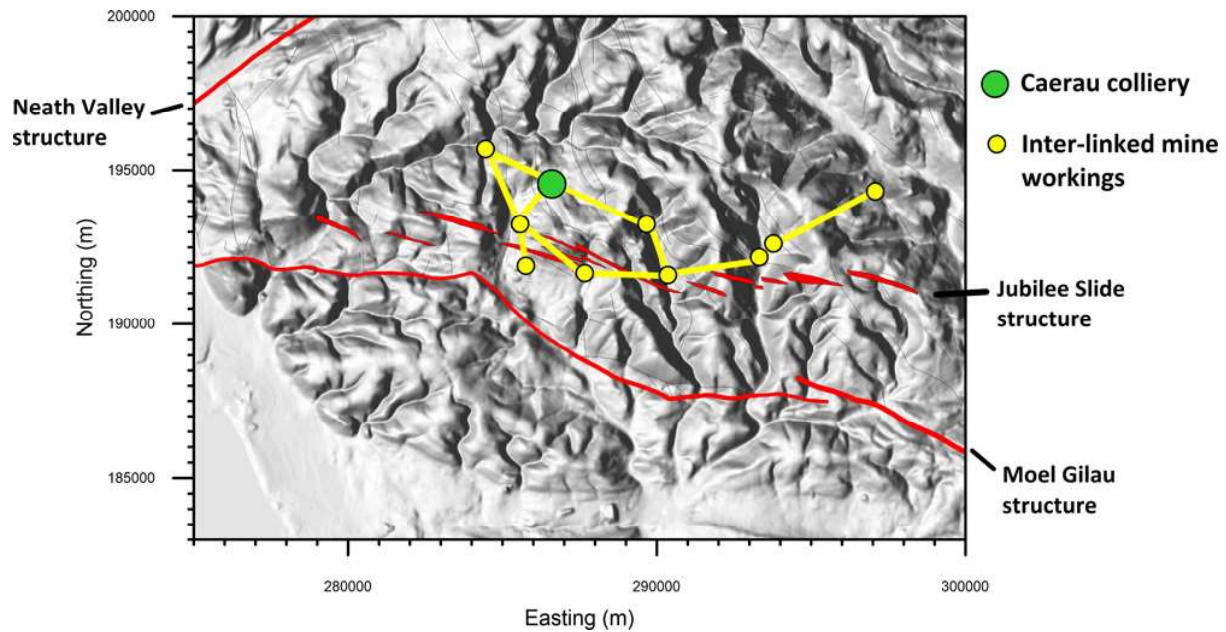 200000
Neath Valley
structure
195000
Northing (m)
190000
185000
280000
290000
300000
Easting (m)
Caerau colliery
Inter-linked mine
workings
Jubilee Slide
structure
Moel Gilau
structure